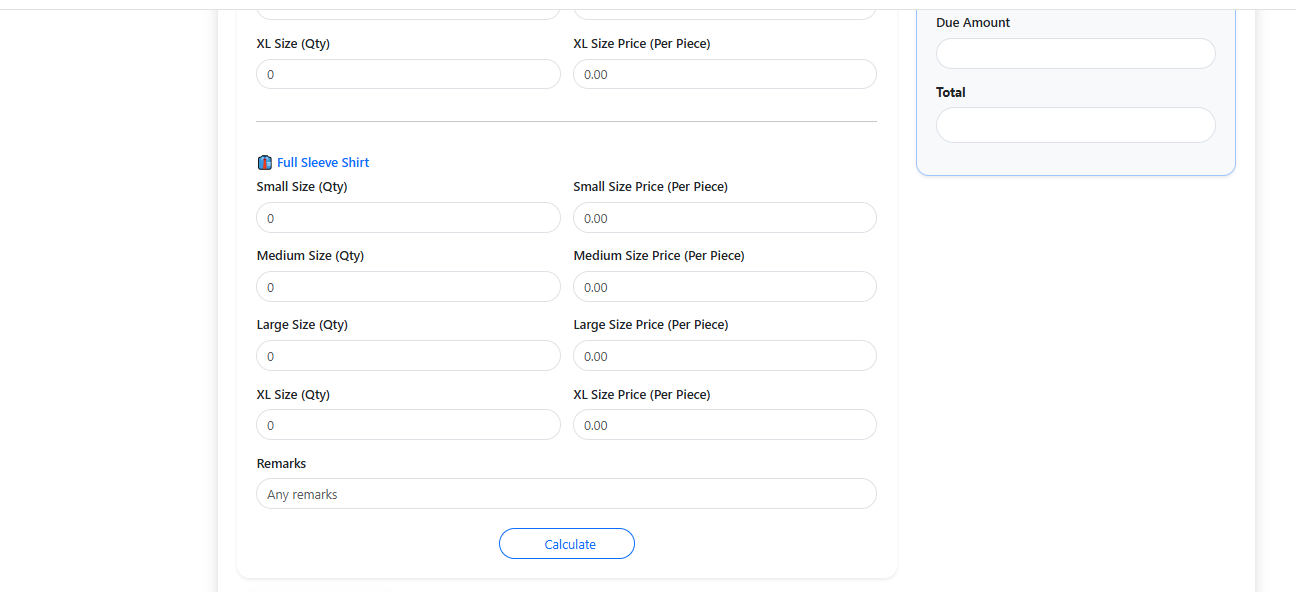 XL Size (Qty)
XL Size Price (Per Piece)
0
0.00
Full Sleeve Shirt
Small Size (Qty)
Small Size Price (Per Piece)
0
0.00
Medium Size (Qty)
Medium Size Price (Per Piece)
0
0.00
Large Size (Qty)
Large Size Price (Per Piece)
0
0.00
XL Size (Qty)
XL Size Price (Per Piece)
0
0.00
Remarks
Any remarks
Calculate
Due Amount
Total